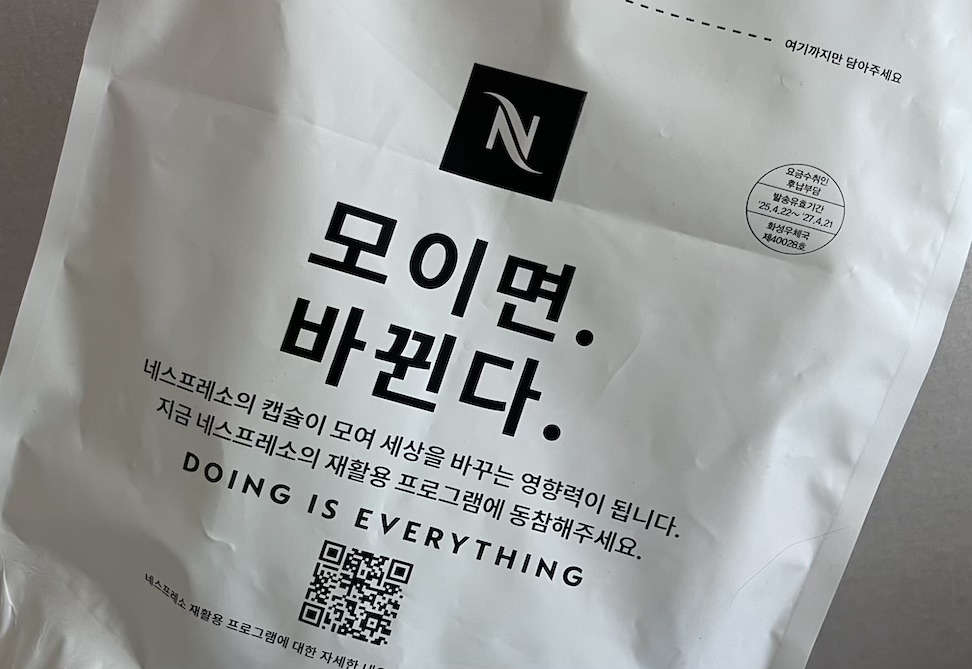 여기까지만 담아주세요
N
요금수취인
후납부담
발송유효기간
'25.4.22~ '27.4.21
화성우체국
제40028호
모이면.
바뀐다.
네스프레소의 캡슐이 모여 세상을 바꾸는 영향력이 됩니다.
지금 네스프레소의 재활용 프로그램에 동참해주세요.
DOING IS EVERYTHING
네스프레소 재활용 프로그램에 대한 자세한